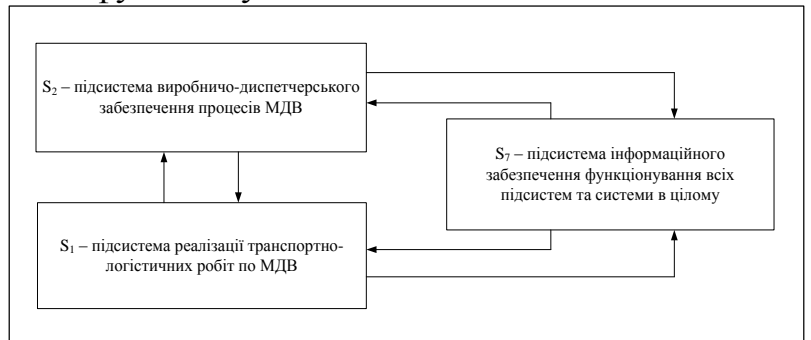 S₂ – підсистема виробничо-диспетчерського
забезпечення процесів МДВ
S₇ – підсистема інформаційного
забезпечення функціонування всіх
підсистем та системи в цілому
S₁ – підсистема реалізації транспортно-
логістичних робіт по МДВ